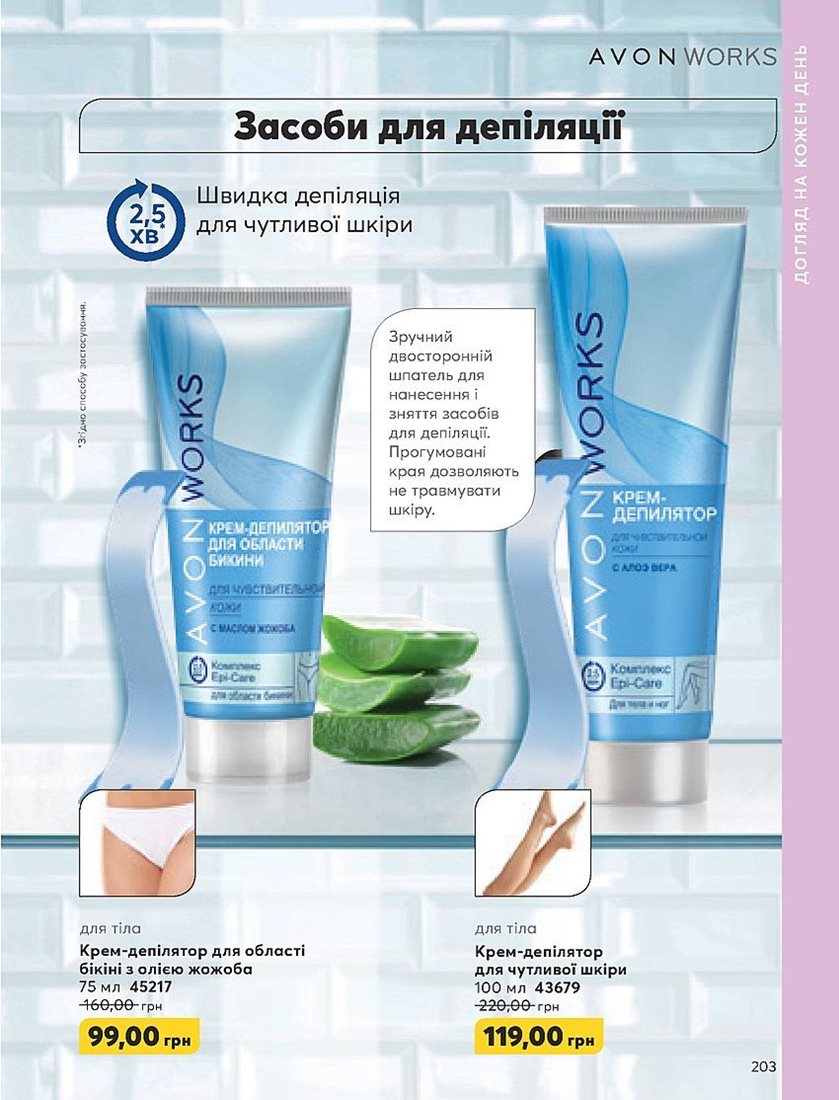 AVON WORKS
ДОГЛЯД НА КОЖЕН ДЕНЬ
Засоби для депіляції
2,5
ХВ*
Швидка депіляція
для чутливої шкіри
*Згідно способу застосування.
Зручний
двосторонній
шпатель для
нанесення і
зняття засобів
для депіляції.
Прогумовані
края дозволяють
не травмувати
шкіру.
AVON WORKS
КРЕМ-ДЕПИЛЯТОР
ДЛЯ ОБЛАСТИ
БИКИНИ
ДЛЯ ЧУВСТВИТЕЛЬНОЙ
КОЖИ
С МАСЛОМ ЖОЖОБА
Комплекс
Epi-Care
для области бикини
AVON WORKS
КРЕМ-
ДЕПИЛЯТОР
ДЛЯ ЧУВСТВИТЕЛЬНОЙ
КОЖИ
С АЛОЭ ВЕРА
2,5
Комплекс
Epi-Care
Для тела и ног
для тіла
Крем-депілятор для області
бікіні з олією жожоба
75 мл 45217
160,00 грн
99,00 грн
для тіла
Крем-депілятор
для чутливої шкіри
100 мл 43679
220,00 грн
119,00 грн
203